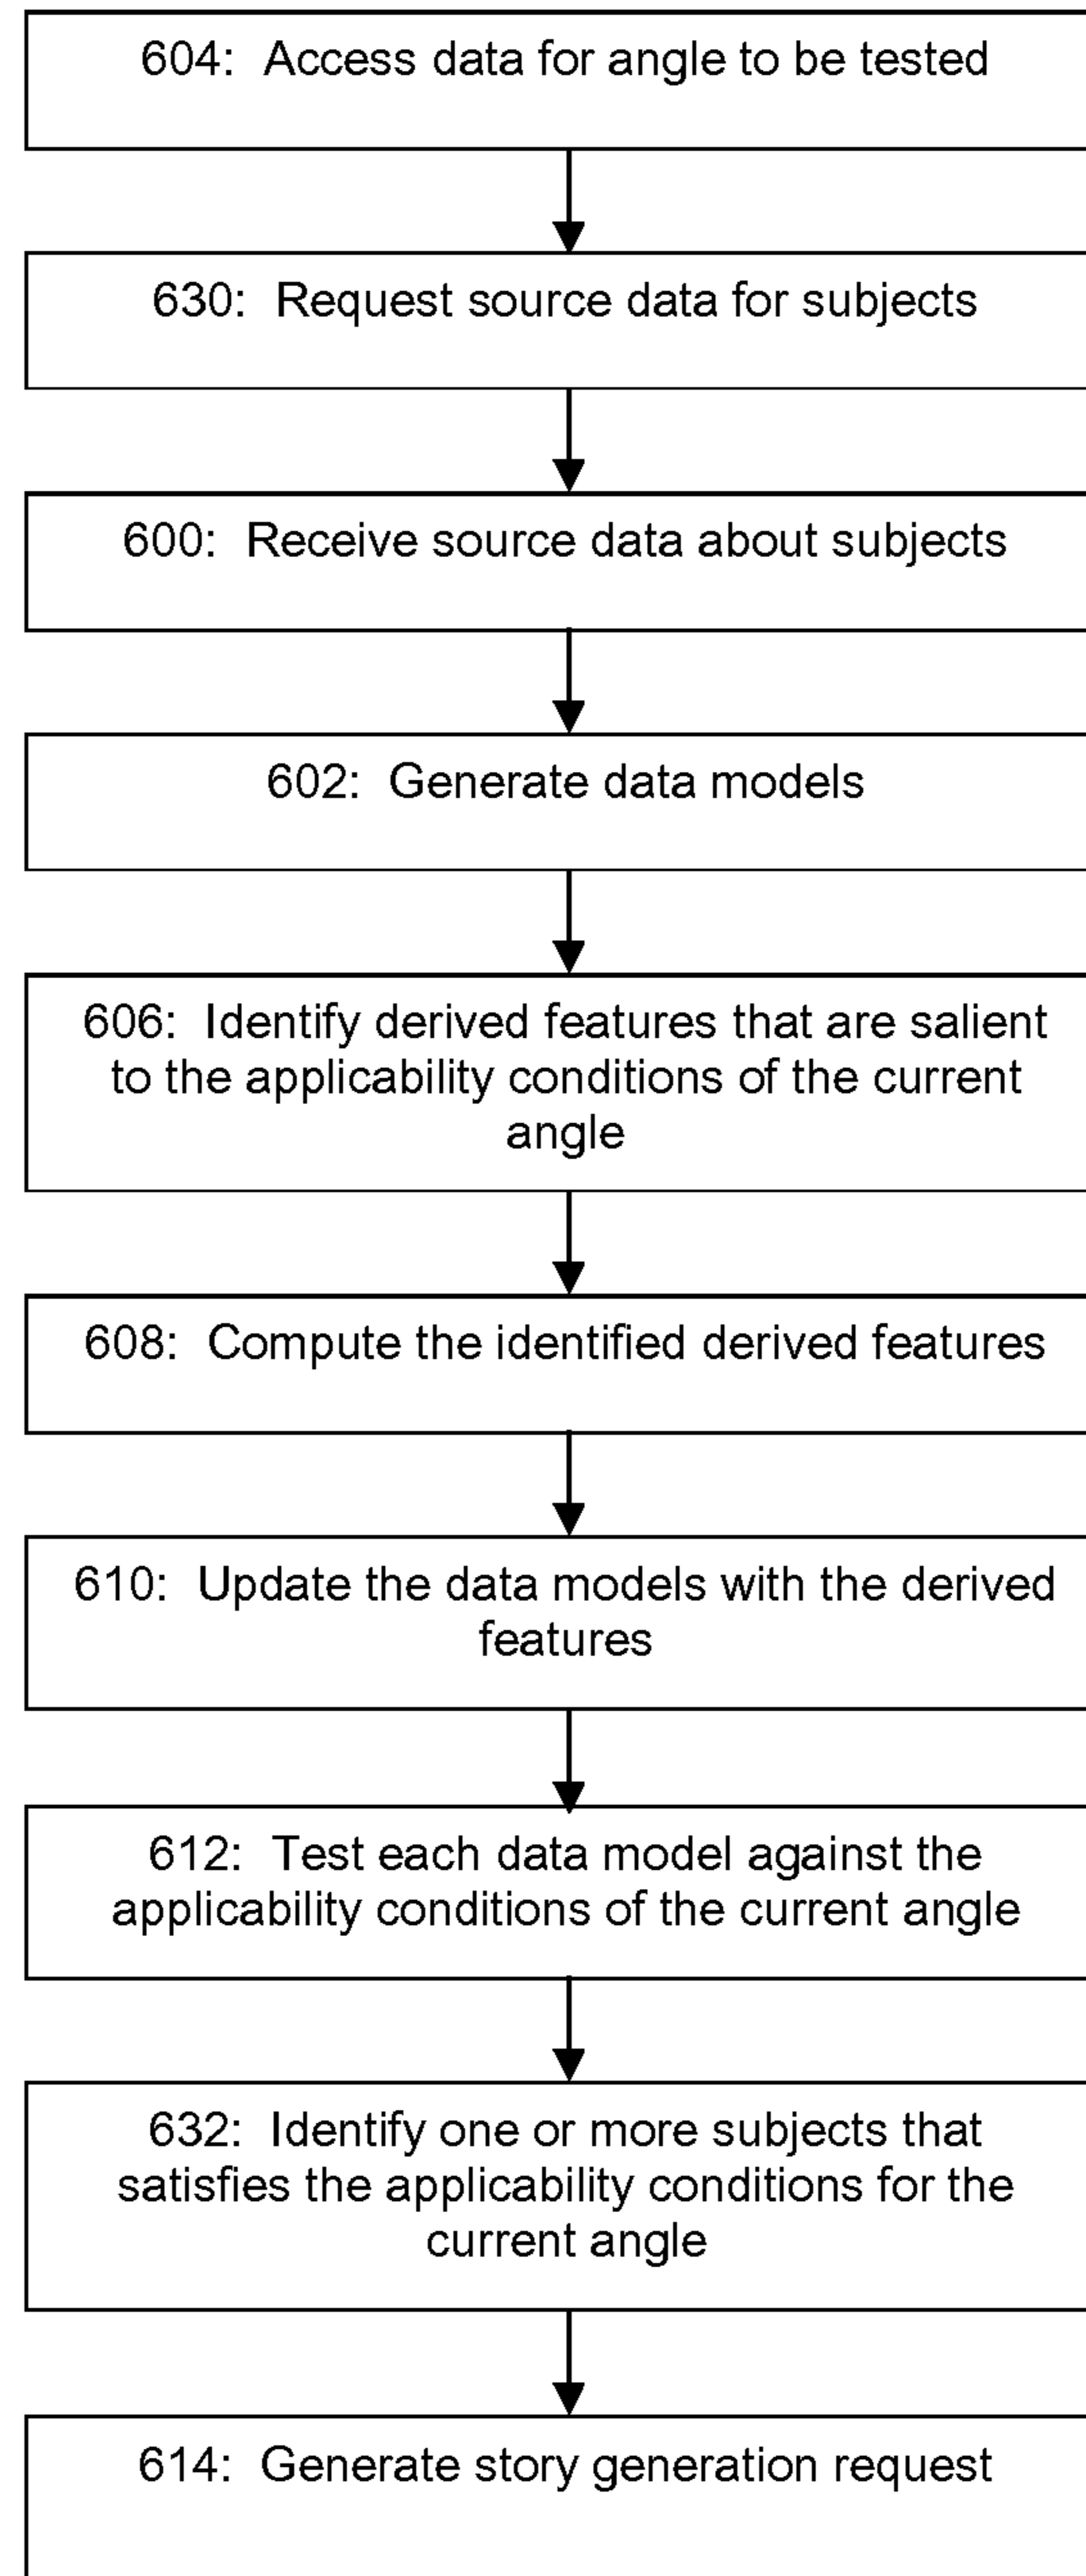 604: Access data for angle to be tested
630: Request source data for subjects
600: Receive source data about subjects
602: Generate data models
606: Identify derived features that are salient
to the applicability conditions of the current
angle
608: Compute the identified derived features
610: Update the data models with the derived
features
612: Test each data model against the
applicability conditions of the current angle
632: Identify one or more subjects that
satisfies the applicability conditions for the
current angle
614: Generate story generation request